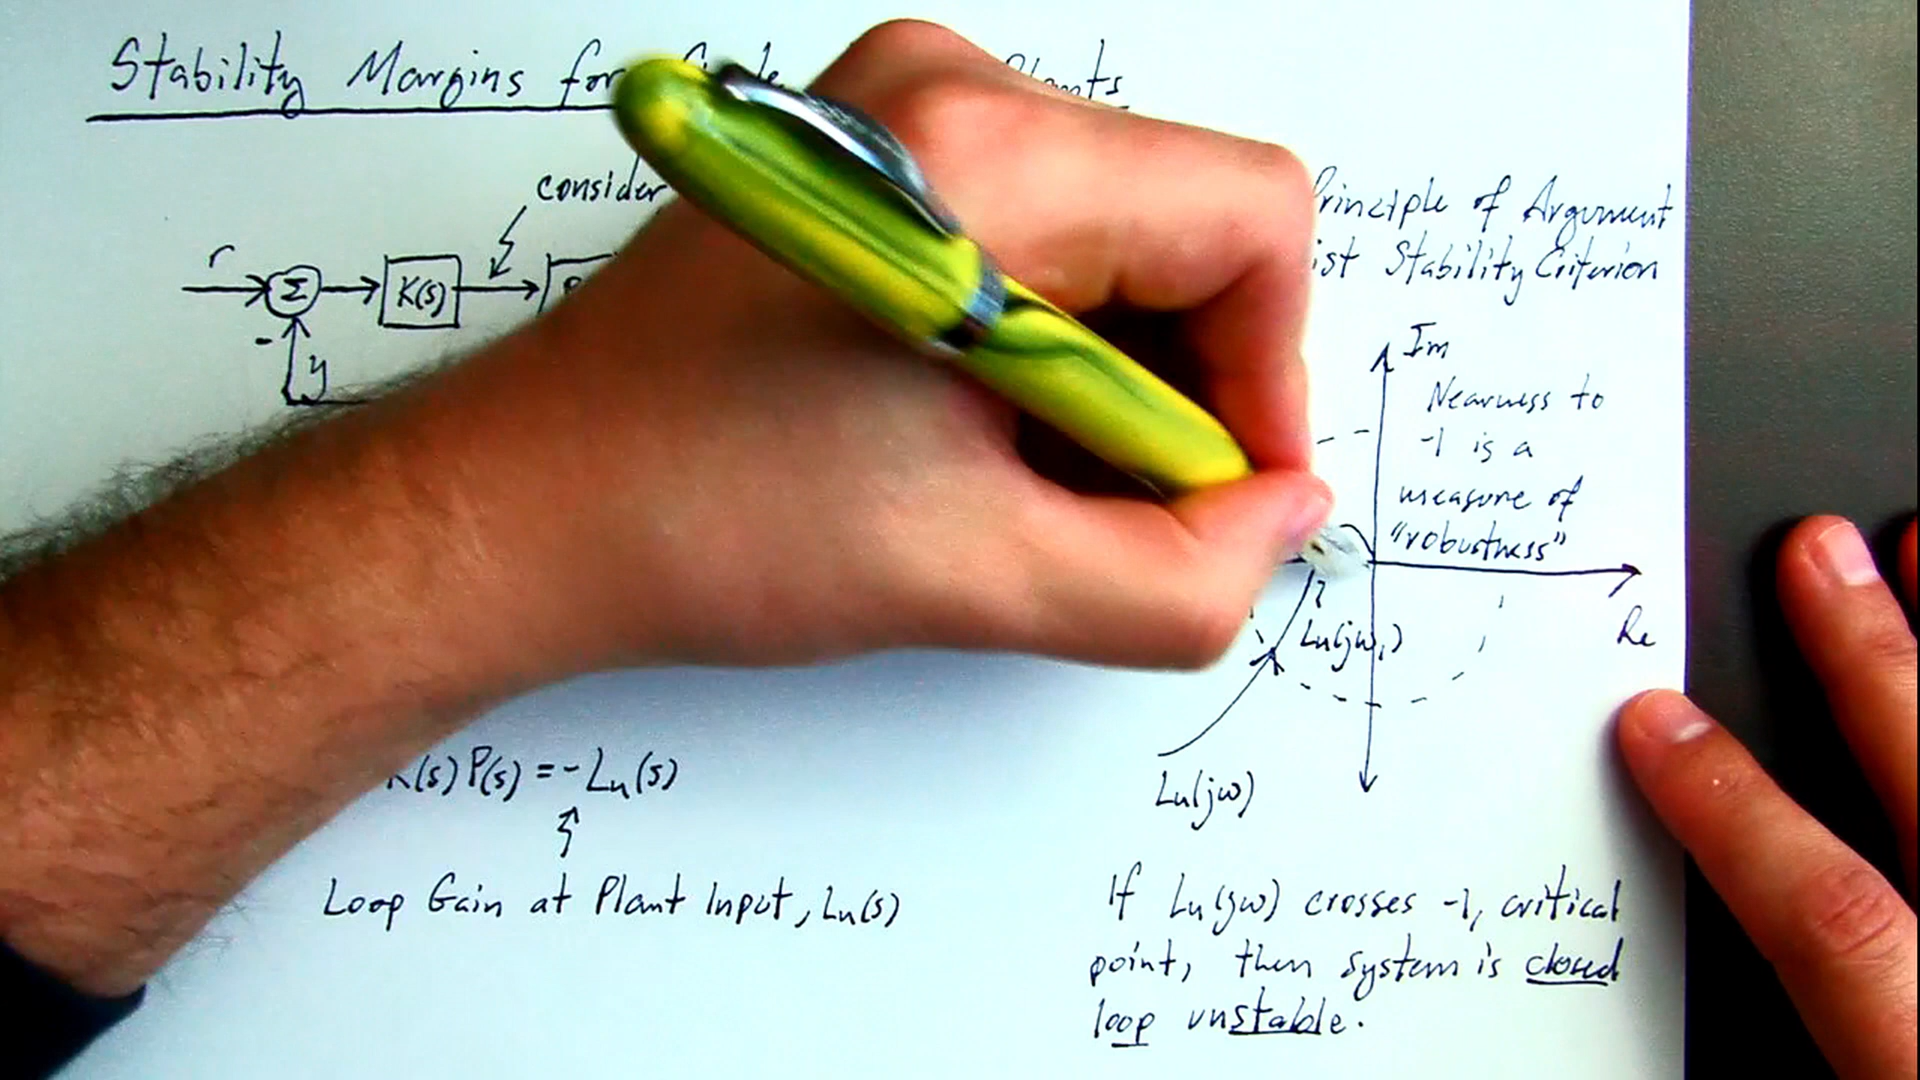 Stability Margins for
consider
r
Σ
K(s)
-
y
K(s) P(s) = - Lu(s)
Loop Gain at Plant Input, Lu(s)
Principle of Argument
Stability Criterion
Im
Nearness to
-1 is a
measure of
"robustness"
Re
Lu(jω₁)
Lu(jω)
If Lu(jω) crosses -1, critical
point, then system is closed
loop unstable.